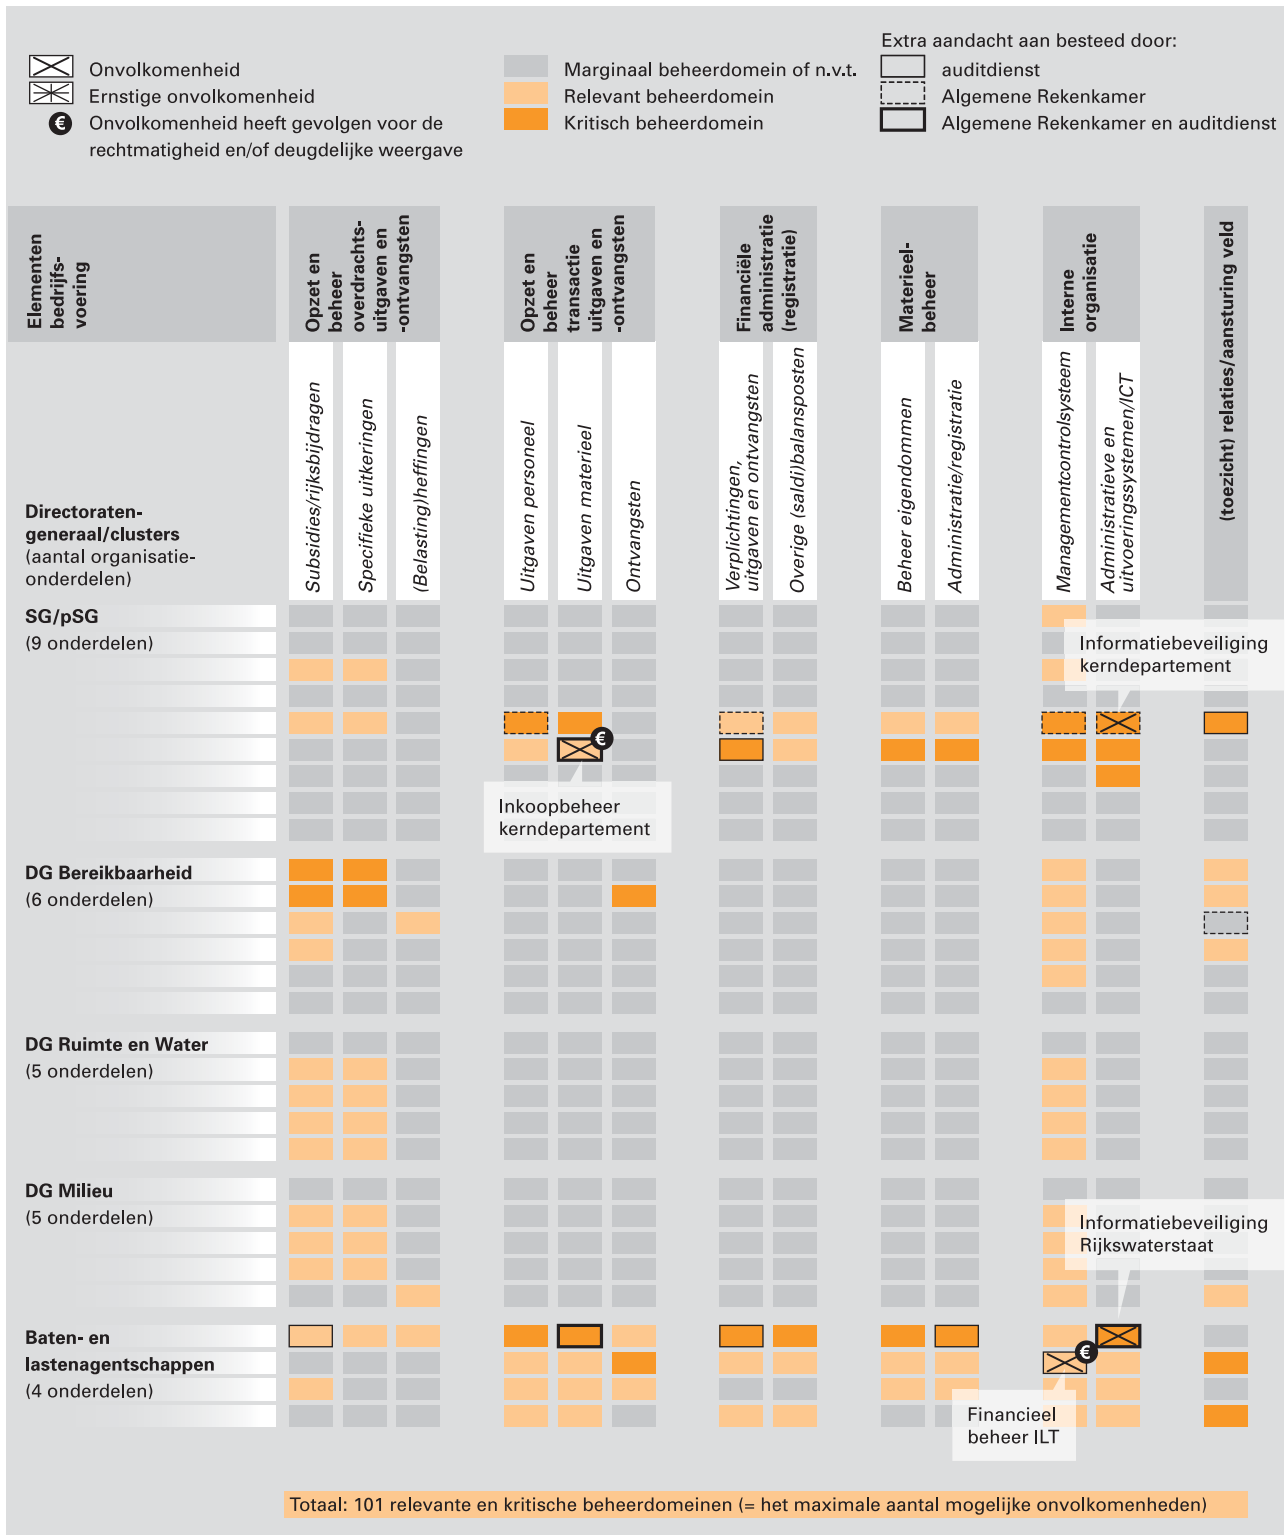 Onvolkomenheid
Ernstige onvolkomenheid
€ Onvolkomenheid heeft gevolgen voor de
rechtmatigheid en/of deugdelijke weergave
Marginaal beheerdomein of n.v.t.
Relevant beheerdomein
Kritisch beheerdomein
Extra aandacht aan besteed door:
auditdienst
Algemene Rekenkamer
Algemene Rekenkamer en auditdienst
Elementen
bedrijfs-
voering
Opzet en
beheer
overdrachts-
uitgaven en
-ontvangsten
Opzet en
beheer
transactie
uitgaven en
-ontvangsten
Financiële
administratie
(registratie)
Materieel-
beheer
Interne
organisatie
(toezicht) relaties/aansturing veld
Directoraten-
generaal/clusters
(aantal organisatie-
onderdelen)
Subsidies/rijksbijdragen
Specifieke uitkeringen
(Belasting)heffingen
Uitgaven personeel
Uitgaven materieel
Ontvangsten
Verplichtingen,
uitgaven en ontvangsten
Overige (saldi)balansposten
Beheer eigendommen
Administratie/registratie
Managementcontrolsysteem
Administratieve en
uitvoeringssystemen/ICT
SG/pSG
(9 onderdelen)
Informatiebeveiliging
kerndepartement
€
Inkoopbeheer
kerndepartement
DG Bereikbaarheid
(6 onderdelen)
DG Ruimte en Water
(5 onderdelen)
DG Milieu
(5 onderdelen)
Informatiebeveiliging
Rijkswaterstaat
Baten- en
lastenagentschappen
(4 onderdelen)
€
Financieel
beheer ILT
Totaal: 101 relevante en kritische beheerdomeinen (= het maximale aantal mogelijke onvolkomenheden)